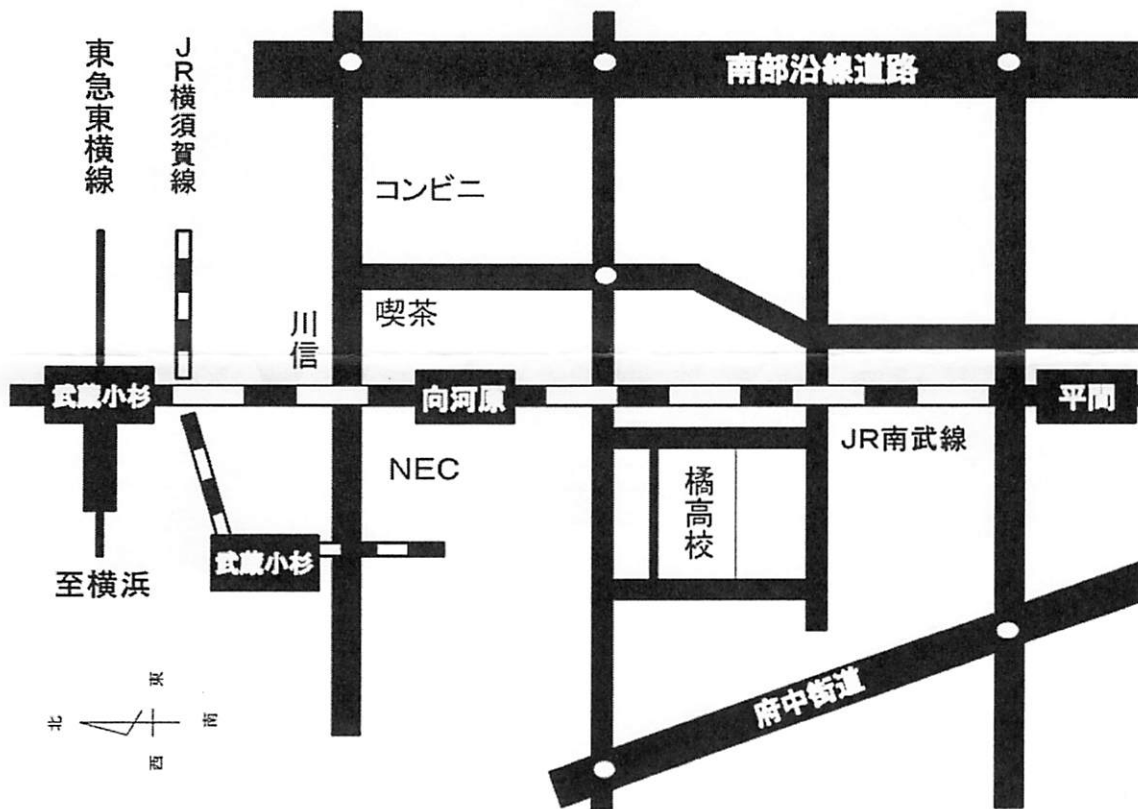 東急東横線
JR横須賀線
南部沿線道路
コンビニ
川信
喫茶
武蔵小杉
向河原
平間
JR南武線
NEC
橘高校
武蔵小杉
至横浜
府中街道
東
北
南
西